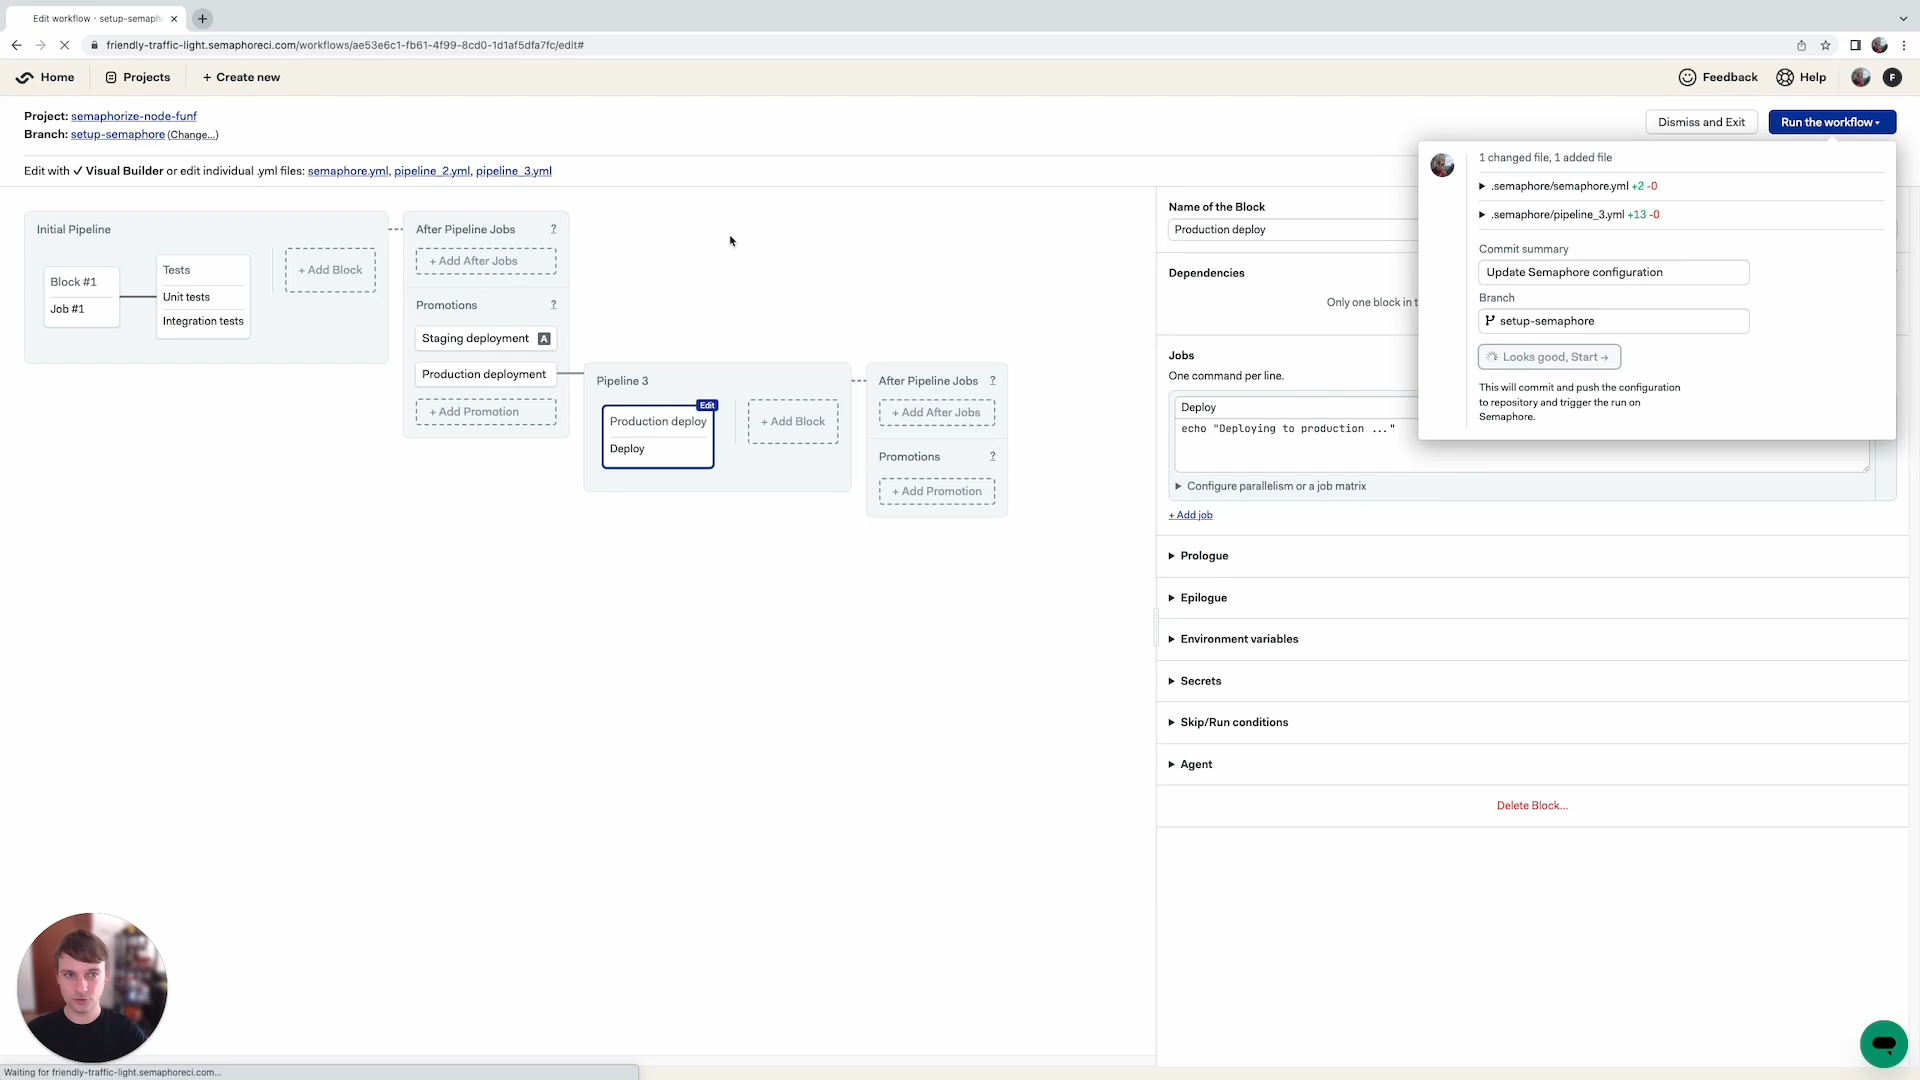 Edit workflow · setup-semaph
friendly-traffic-light.semaphoreci.com/workflows/ae53e6c1-fb61-4f99-8cd0-1d1af5dfa7fc/edit#
Home
Projects
+ Create new
Feedback
Help
F
Project: semaphorize-node-funf
Branch: setup-semaphore (Change...)
Dismiss and Exit
Run the workflow
Edit with ✓ Visual Builder or edit individual .yml files: semaphore.yml, pipeline_2.yml, pipeline_3.yml
Initial Pipeline
Block #1
Job #1
Tests
Unit tests
Integration tests
+ Add Block
After Pipeline Jobs ?
+ Add After Jobs
Promotions ?
Staging deployment A
Production deployment
+ Add Promotion
Pipeline 3
Edit
Production deploy
Deploy
+ Add Block
After Pipeline Jobs ?
+ Add After Jobs
Promotions ?
+ Add Promotion
Name of the Block
Production deploy
Dependencies
Only one block in t
Jobs
One command per line.
Deploy
echo "Deploying to production ..."
Configure parallelism or a job matrix
+ Add job
Prologue
Epilogue
Environment variables
Secrets
Skip/Run conditions
Agent
Delete Block...
1 changed file, 1 added file
.semaphore/semaphore.yml +2 -0
.semaphore/pipeline_3.yml +13 -0
Commit summary
Update Semaphore configuration
Branch
setup-semaphore
Looks good, Start →
This will commit and push the configuration
to repository and trigger the run on
Semaphore.
Waiting for friendly-traffic-light.semaphoreci.com...